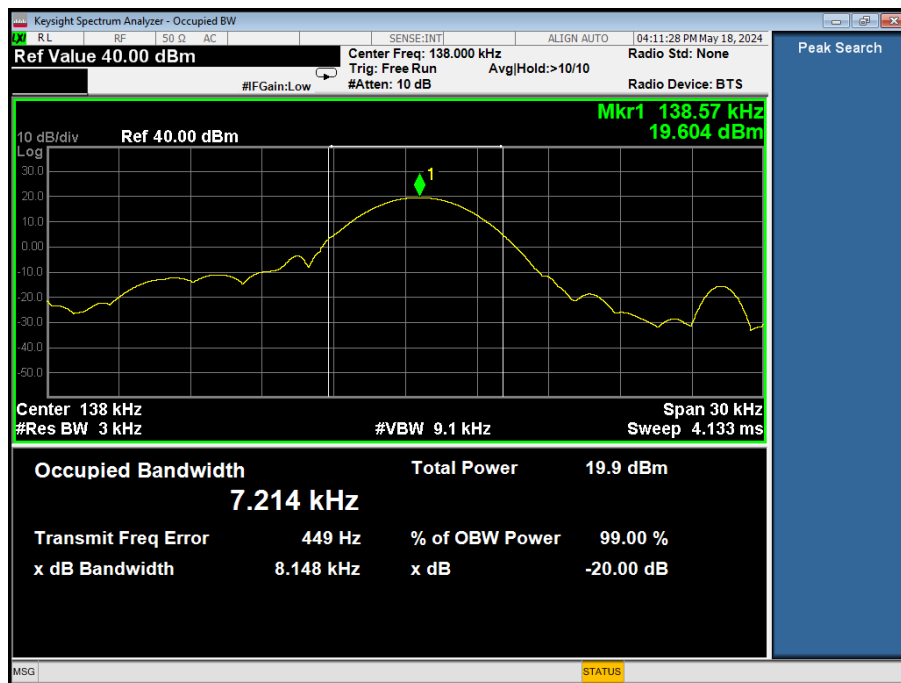 Keysight Spectrum Analyzer - Occupied BW
LXI RL RF 50 Ω AC SENSE:INT ALIGN AUTO 04:11:28 PM May 18, 2024
Ref Value 40.00 dBm
Center Freq: 138.000 kHz
Radio Std: None
Trig: Free Run Avg|Hold:>10/10
#IFGain:Low
#Atten: 10 dB
Radio Device: BTS
Peak Search
Mkr1 138.57 kHz
19.604 dBm
10 dB/div Ref 40.00 dBm
Log
30.0
1
20.0
10.0
0.00
-10.0
-20.0
-30.0
-40.0
-50.0
Center 138 kHz Span 30 kHz
#Res BW 3 kHz #VBW 9.1 kHz Sweep 4.133 ms
Occupied Bandwidth Total Power 19.9 dBm
7.214 kHz
Transmit Freq Error 449 Hz % of OBW Power 99.00 %
x dB Bandwidth 8.148 kHz x dB -20.00 dB
MSG STATUS